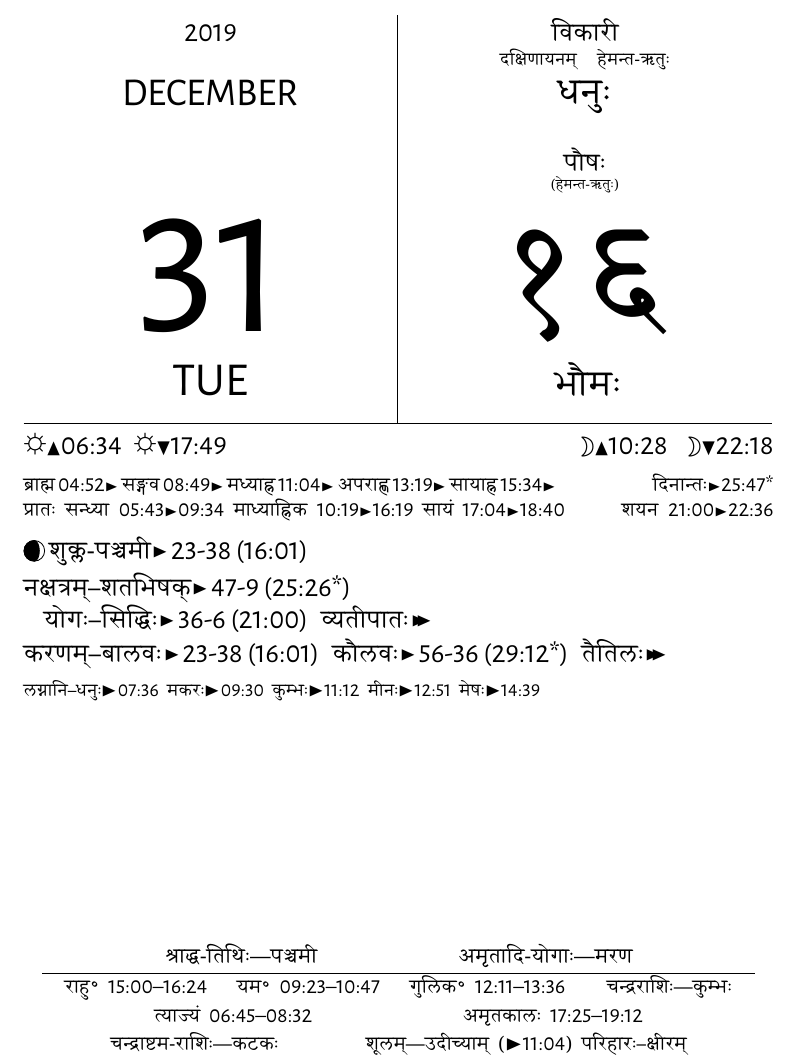 2019
DECEMBER
31
TUE
विकारी
दक्षिणायनम् हेमन्त-ऋतुः
धनुः
पौषः
(हेमन्त-ऋतुः)
१६
भौमः
☼▲06:34 ☼▼17:49 ☽▲10:28 ☽▼22:18
ब्राह्म 04:52► सङ्गव 08:49► मध्याह्न 11:04► अपराह्ण 13:19► सायाह्न 15:34► दिनान्तः►25:47*
प्रातः सन्ध्या 05:43►09:34 माध्याह्निक 10:19►16:19 सायं 17:04►18:40 शयन 21:00►22:36
शुक्ल-पञ्चमी► 23-38 (16:01)
नक्षत्रम्–शतभिषक्► 47-9 (25:26*)
योगः–सिद्धिः► 36-6 (21:00) व्यतीपातः►►
करणम्–बालवः► 23-38 (16:01) कौलवः► 56-36 (29:12*) तैतिलः►►
लग्नानि–धनुः►07:36 मकरः►09:30 कुम्भः►11:12 मीनः►12:51 मेषः►14:39
श्राद्ध-तिथिः—पञ्चमी अमृतादि-योगाः—मरण
राहु॰ 15:00–16:24 यम॰ 09:23–10:47 गुलिक॰ 12:11–13:36 चन्द्रराशिः—कुम्भः
त्याज्यं 06:45–08:32 अमृतकालः 17:25–19:12
चन्द्राष्टम-राशिः—कटकः शूलम्—उदीच्याम् (►11:04) परिहारः–क्षीरम्